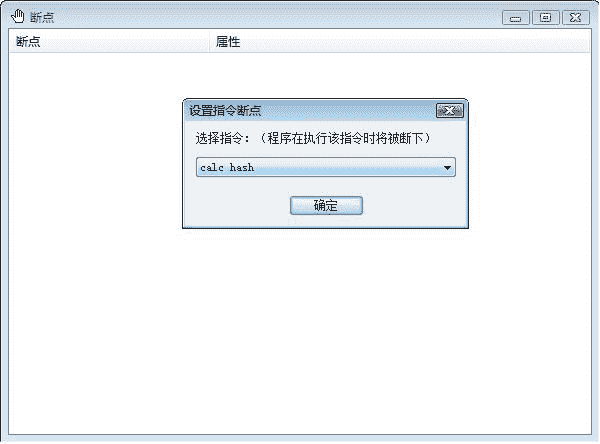 断点
断点 属性
设置指令断点
选择指令：（程序在执行该指令时将被断下）
calc hash
确定